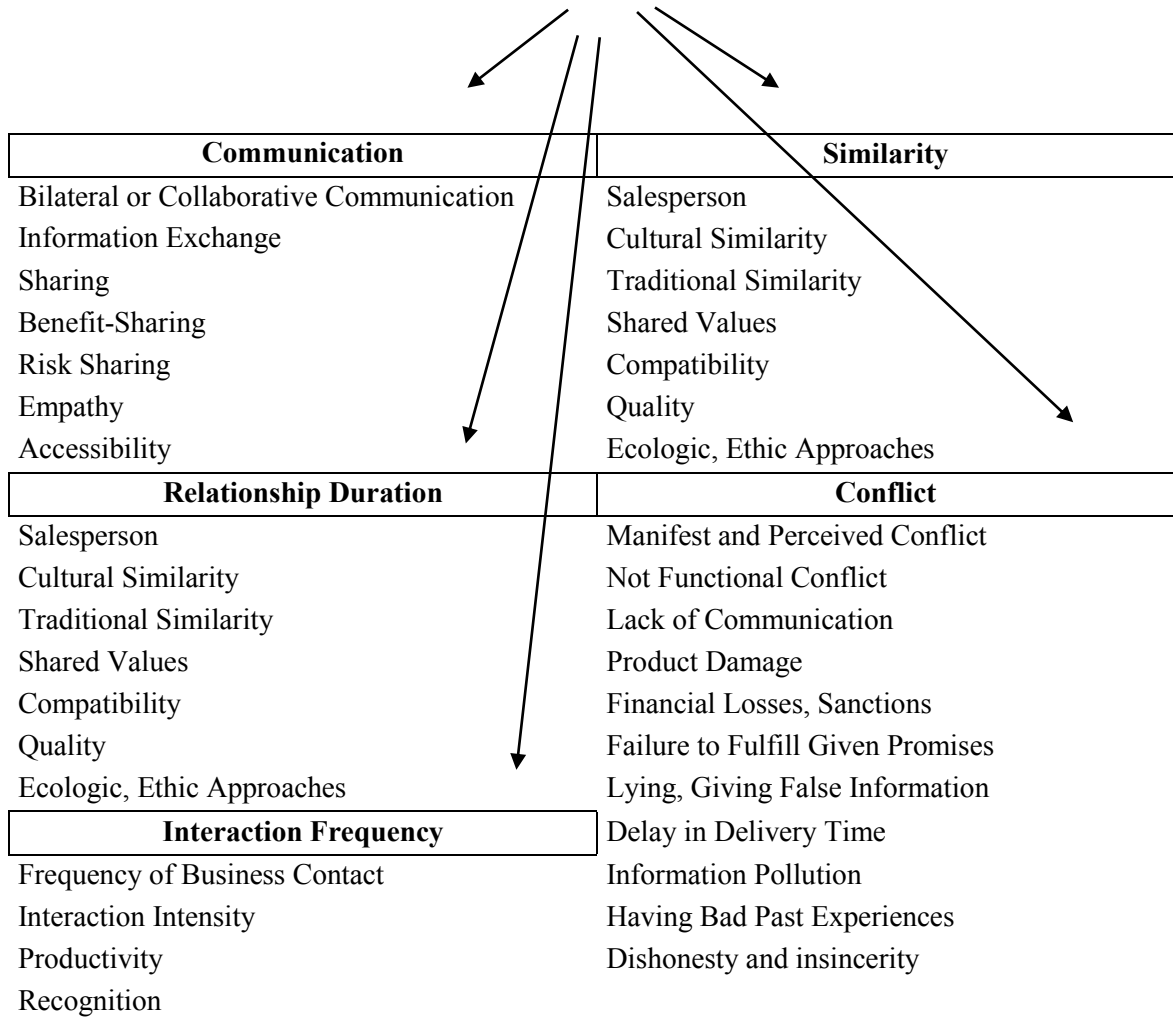 Communication
Bilateral or Collaborative Communication
Information Exchange
Sharing
Benefit-Sharing
Risk Sharing
Empathy
Accessibility
Similarity
Salesperson
Cultural Similarity
Traditional Similarity
Shared Values
Compatibility
Quality
Ecologic, Ethic Approaches
Relationship Duration
Salesperson
Cultural Similarity
Traditional Similarity
Shared Values
Compatibility
Quality
Ecologic, Ethic Approaches
Conflict
Manifest and Perceived Conflict
Not Functional Conflict
Lack of Communication
Product Damage
Financial Losses, Sanctions
Failure to Fulfill Given Promises
Lying, Giving False Information
Delay in Delivery Time
Information Pollution
Having Bad Past Experiences
Dishonesty and insincerity
Interaction Frequency
Frequency of Business Contact
Interaction Intensity
Productivity
Recognition